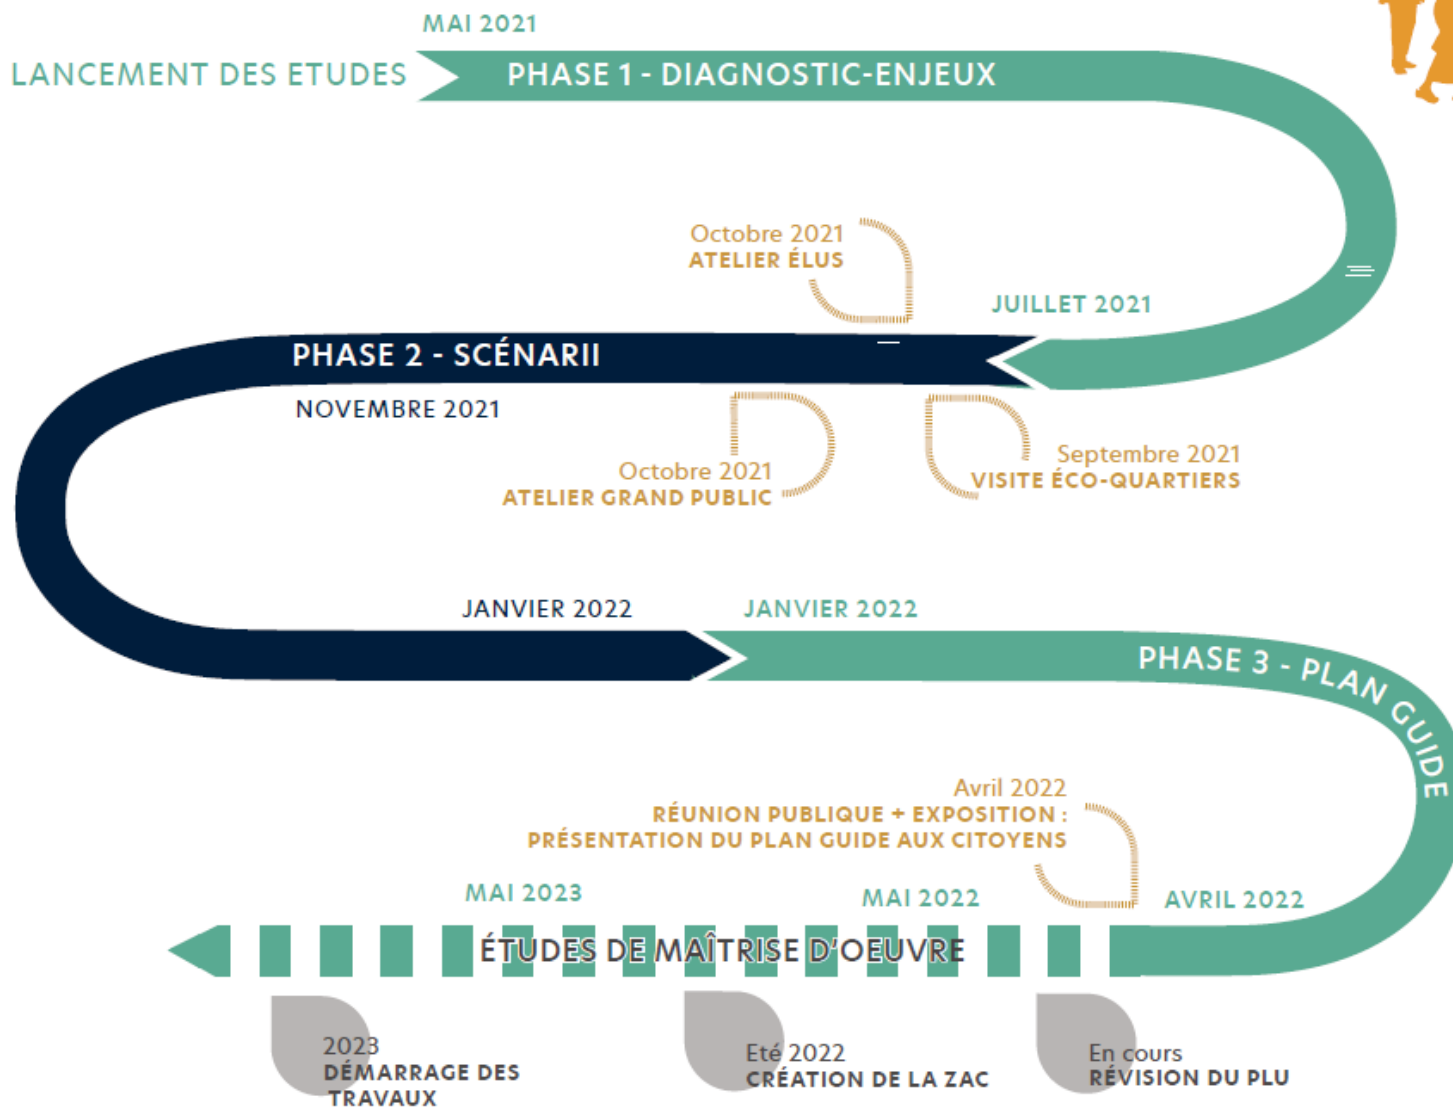 MAI 2021
LANCEMENT DES ETUDES
PHASE 1 - DIAGNOSTIC-ENJEUX
Octobre 2021
ATELIER ÉLUS
JUILLET 2021
PHASE 2 - SCÉNARII
NOVEMBRE 2021
Octobre 2021
ATELIER GRAND PUBLIC
Septembre 2021
VISITE ÉCO-QUARTIERS
JANVIER 2022
JANVIER 2022
PHASE 3 - PLAN GUIDE
Avril 2022
RÉUNION PUBLIQUE + EXPOSITION :
PRÉSENTATION DU PLAN GUIDE AUX CITOYENS
MAI 2023
MAI 2022
AVRIL 2022
ÉTUDES DE MAÎTRISE D'OEUVRE
2023
DÉMARRAGE DES
TRAVAUX
Eté 2022
CRÉATION DE LA ZAC
En cours
RÉVISION DU PLU